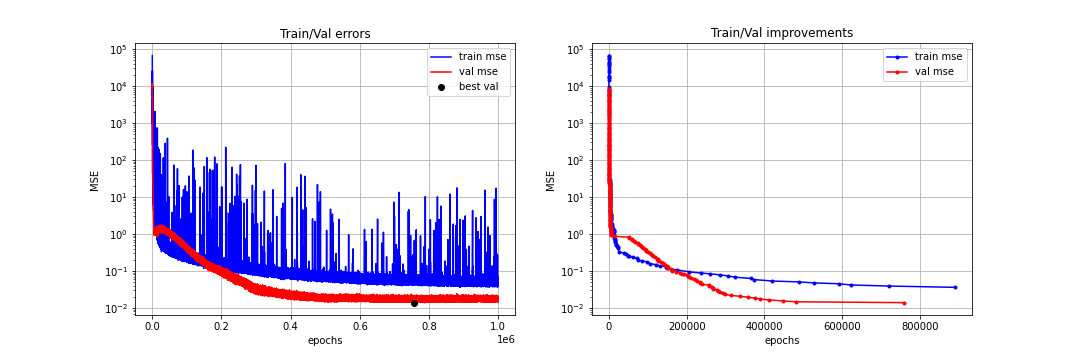 Train/Val errors
10^5
10^4
10^3
10^2
10^1
10^0
10^-1
10^-2
MSE
train mse
val mse
best val
0.0
0.2
0.4
0.6
0.8
1.0
1e6
epochs
Train/Val improvements
10^5
10^4
10^3
10^2
10^1
10^0
10^-1
10^-2
MSE
train mse
val mse
0
200000
400000
600000
800000
epochs